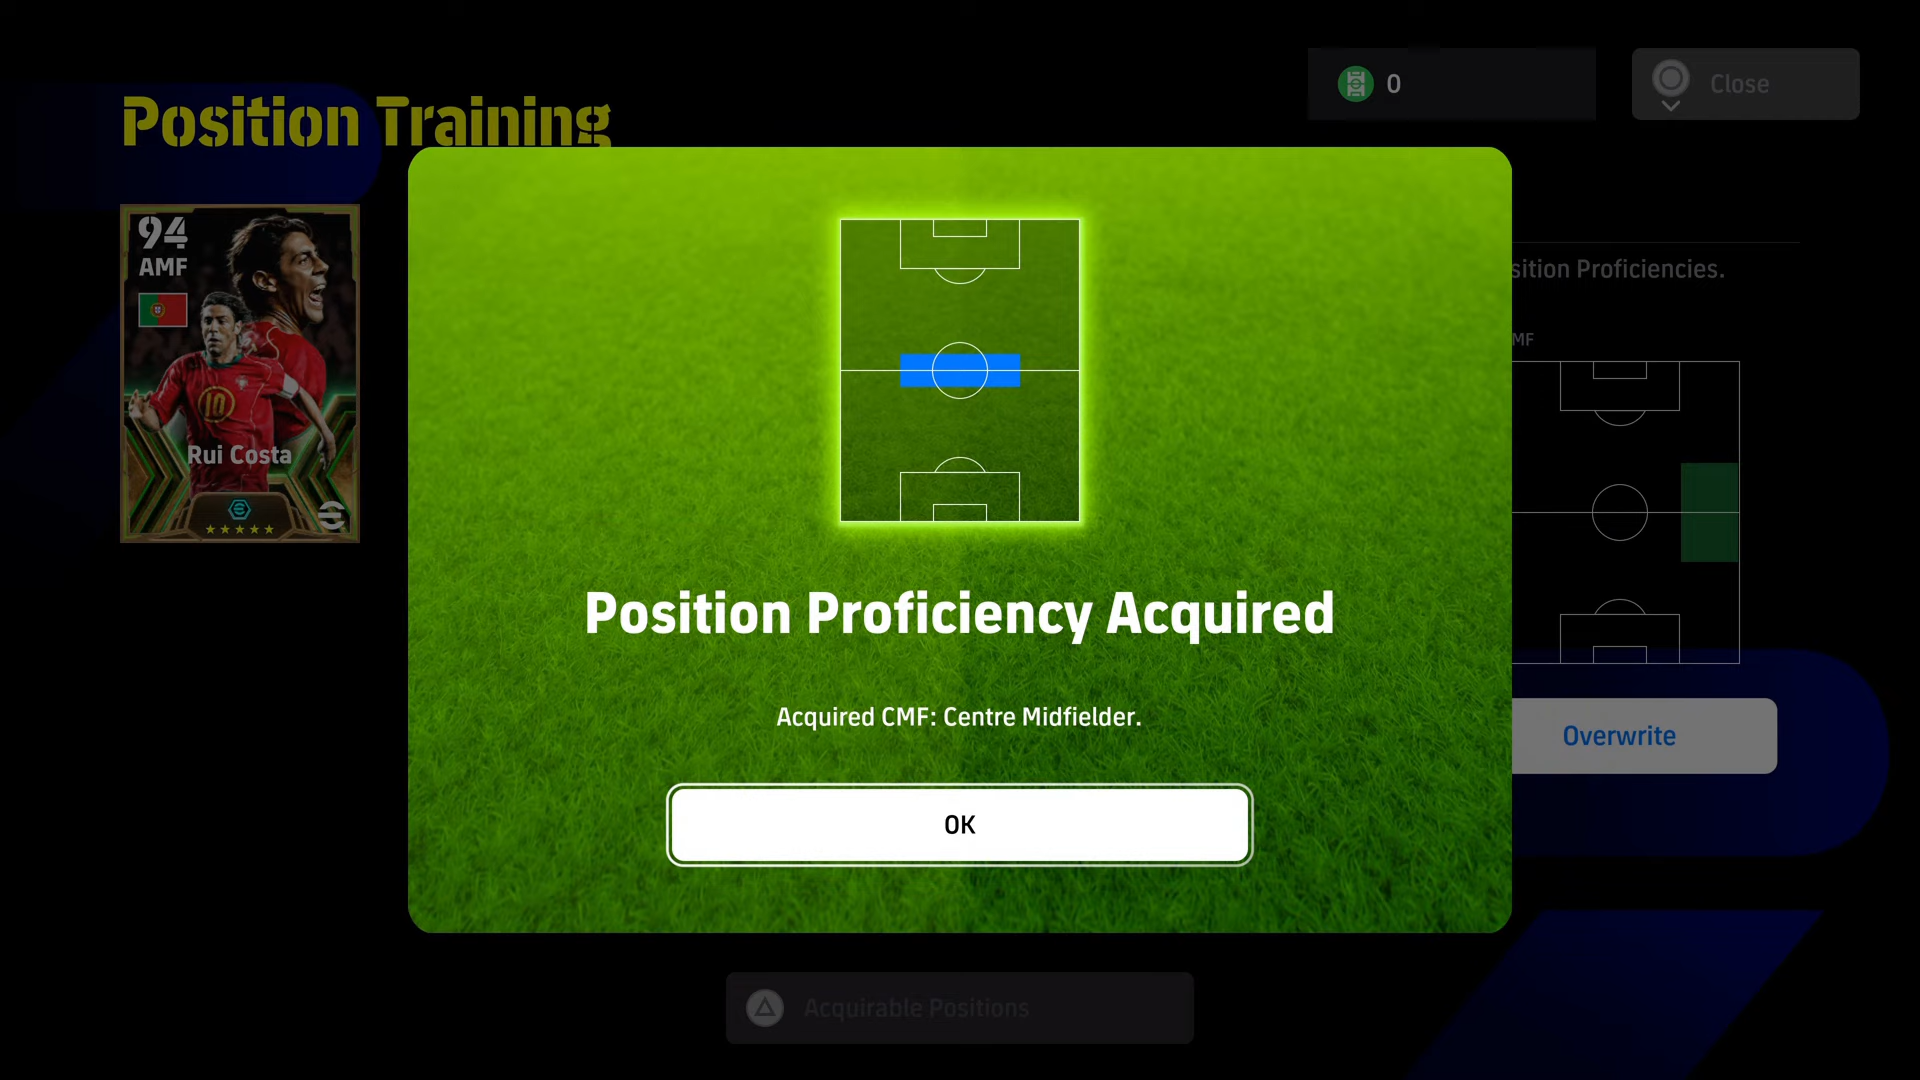 Position Training
0
Close
94
AMF
10
Rui Costa
sition Proficiencies.
MF
Overwrite
Position Proficiency Acquired
Acquired CMF: Centre Midfielder.
OK
Acquirable Positions